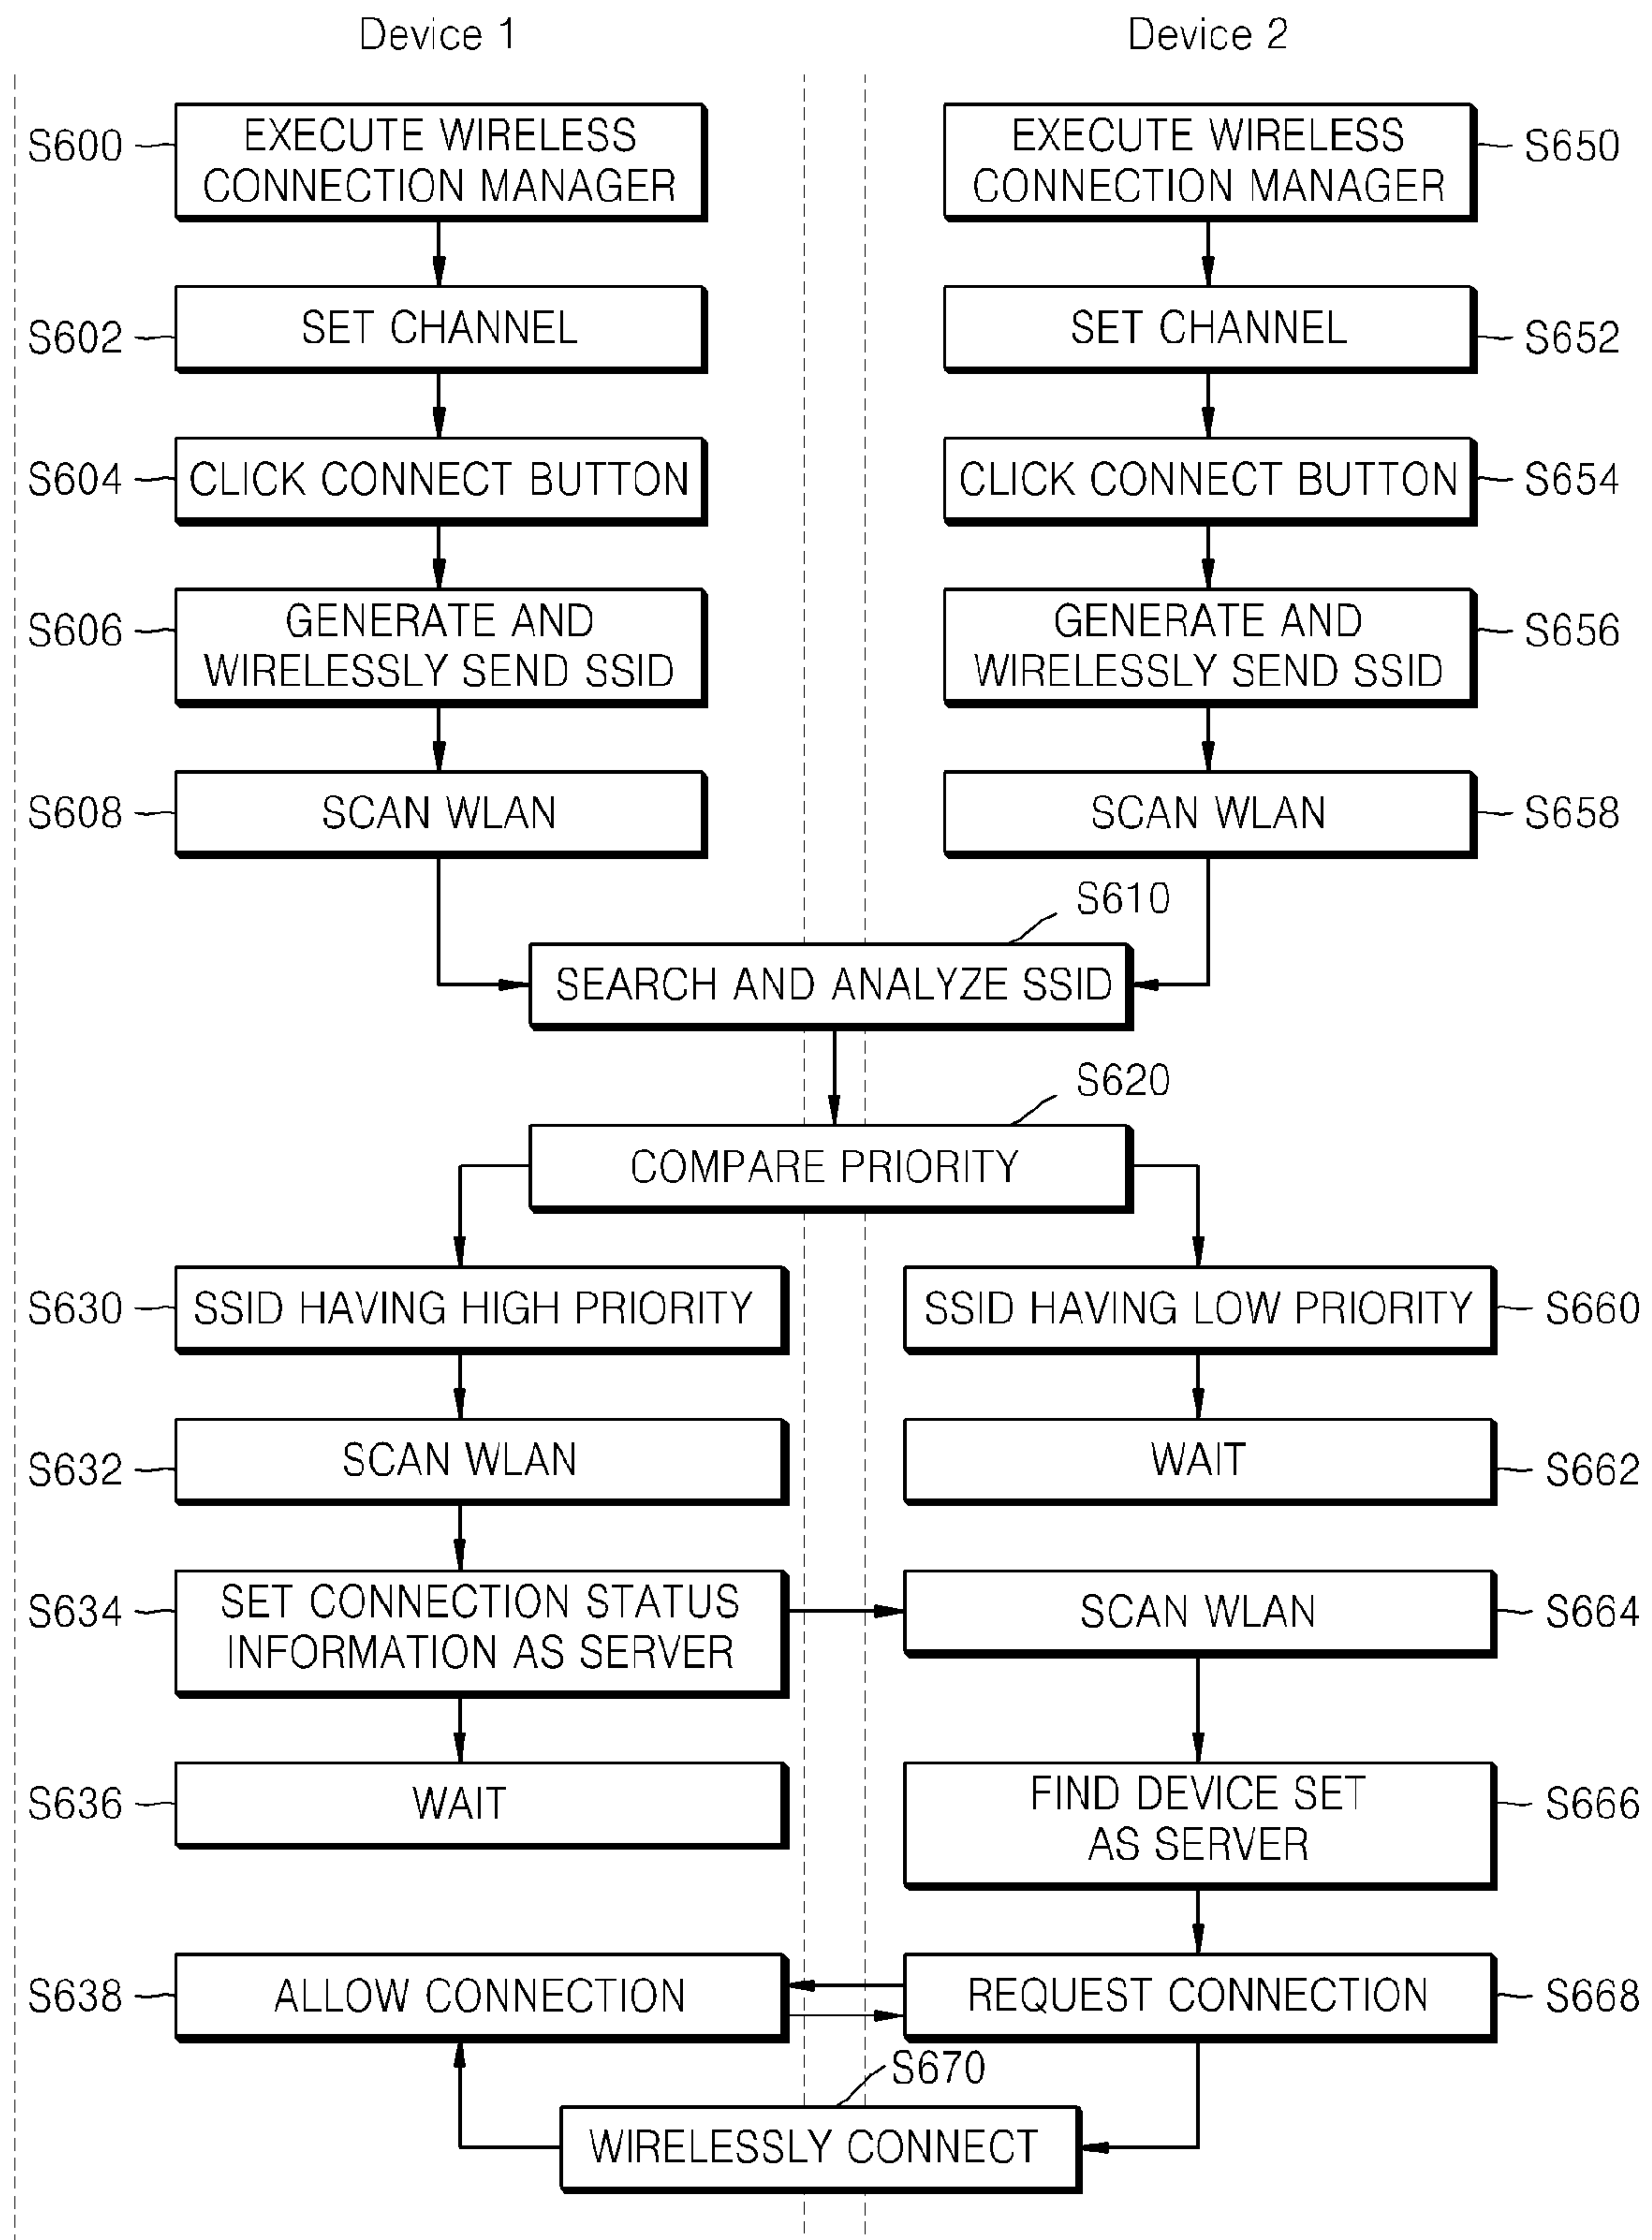 Device 1
Device 2
S600
EXECUTE WIRELESS
CONNECTION MANAGER
EXECUTE WIRELESS
CONNECTION MANAGER
S650
S602
SET CHANNEL
SET CHANNEL
S652
S604
CLICK CONNECT BUTTON
CLICK CONNECT BUTTON
S654
S606
GENERATE AND
WIRELESSLY SEND SSID
GENERATE AND
WIRELESSLY SEND SSID
S656
S608
SCAN WLAN
SCAN WLAN
S658
S610
SEARCH AND ANALYZE SSID
S620
COMPARE PRIORITY
S630
SSID HAVING HIGH PRIORITY
SSID HAVING LOW PRIORITY
S660
S632
SCAN WLAN
WAIT
S662
S634
SET CONNECTION STATUS
INFORMATION AS SERVER
SCAN WLAN
S664
S636
WAIT
FIND DEVICE SET
AS SERVER
S666
S638
ALLOW CONNECTION
REQUEST CONNECTION
S668
S670
WIRELESSLY CONNECT